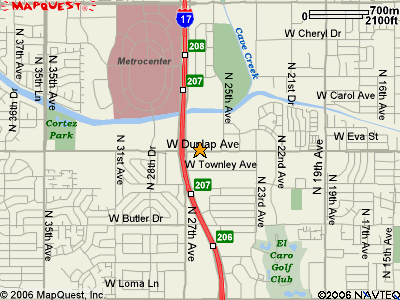 MAPQUEST
17
700m
2100ft
W Cheryl Dr
208
Metrocenter
Cave Creek
N 37th Ave
N 35th Ave
N 25th Ave
N 21st Dr
N 16th Ave
207
W Carol Ave
N 36th Ave
N 35th Ln
Cortez
Park
W Dunlap Ave
W Eva St
N 31st Ave
N 28th Dr
W Townley Ave
N 22nd Ave
N 19th Ave
207
N 23rd Ave
W Butler Dr
N 27th Ave
206
N 35th Ave
El
Caro
Golf
Club
N 15th Ave
W Loma Ln
© 2006 MapQuest, Inc.
©2006 NAVTEQ